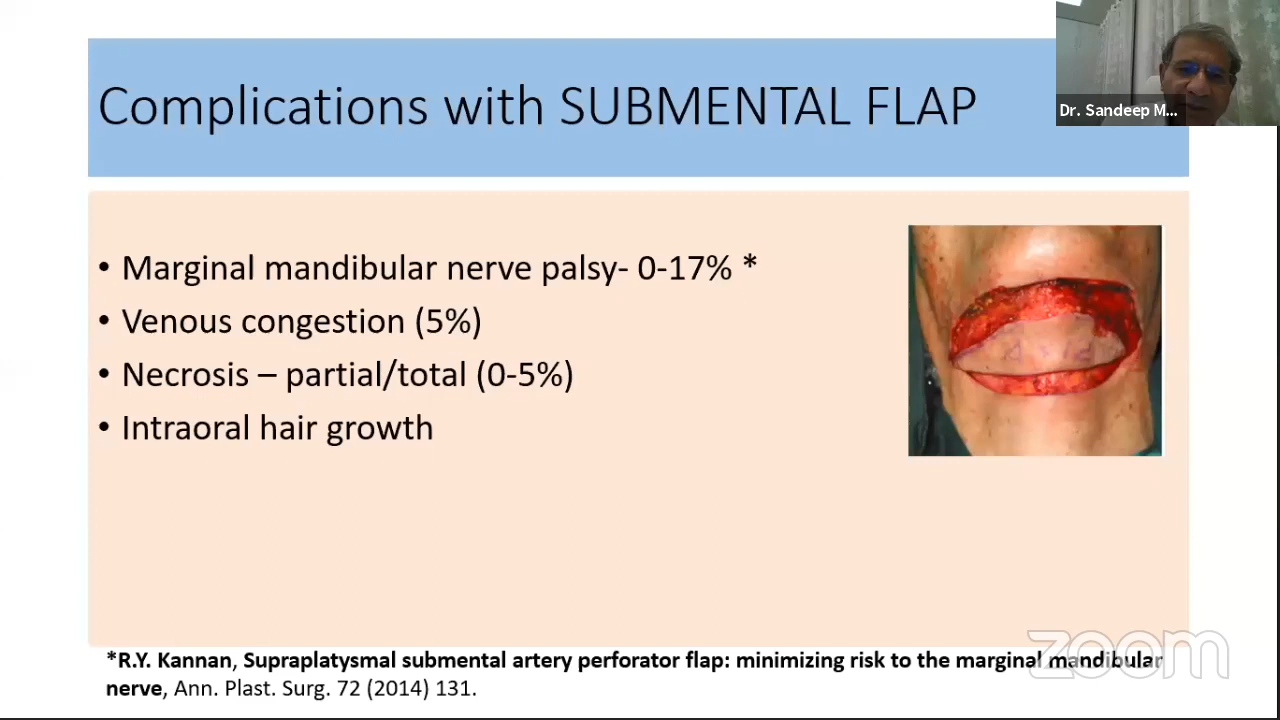 Complications with SUBMENTAL FLAP
Dr. Sandeep M...
• Marginal mandibular nerve palsy- 0-17% *
• Venous congestion (5%)
• Necrosis – partial/total (0-5%)
• Intraoral hair growth
*R.Y. Kannan, Supraplatysmal submental artery perforator flap: minimizing risk to the marginal mandibular
nerve, Ann. Plast. Surg. 72 (2014) 131.
zoom